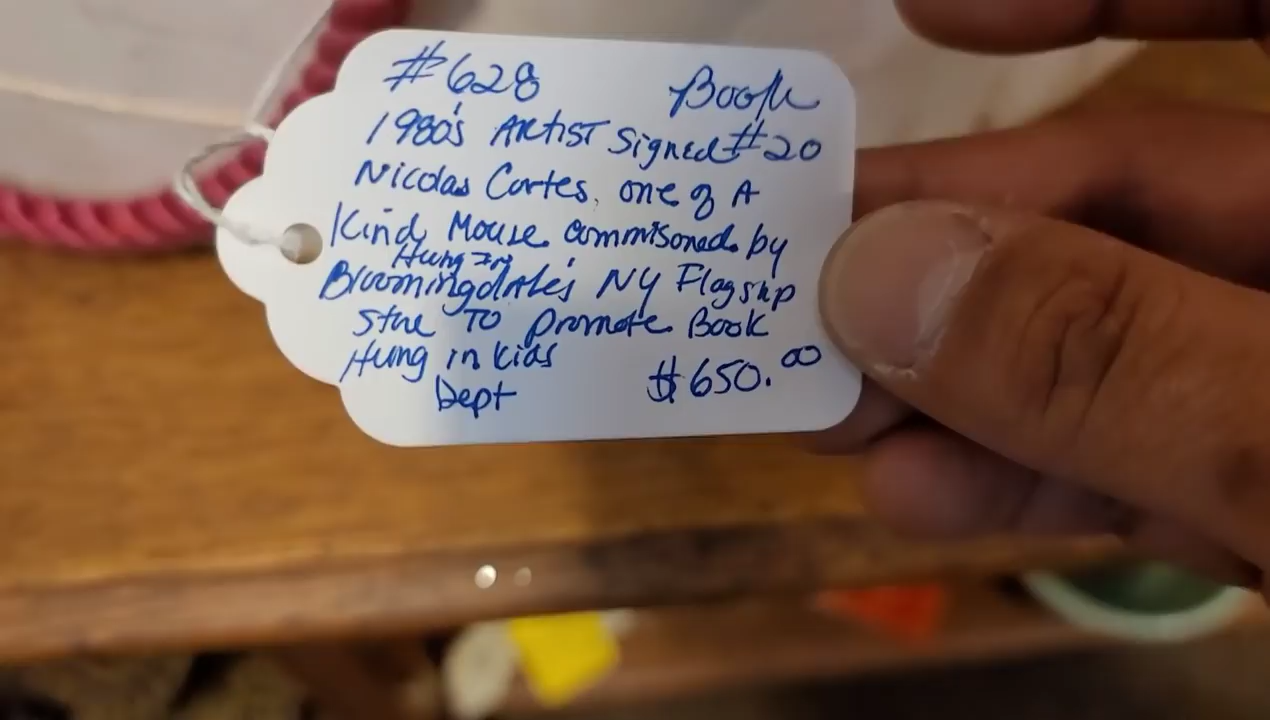 #628 Book
1980's ARtiST Signed #20
Nicolas Cortes, one of A
Kind Mouse commisoned by
Hung In
Bloomingdale's NY Flagship
Store To promote Book
Hung in Kids
Dept $650.00